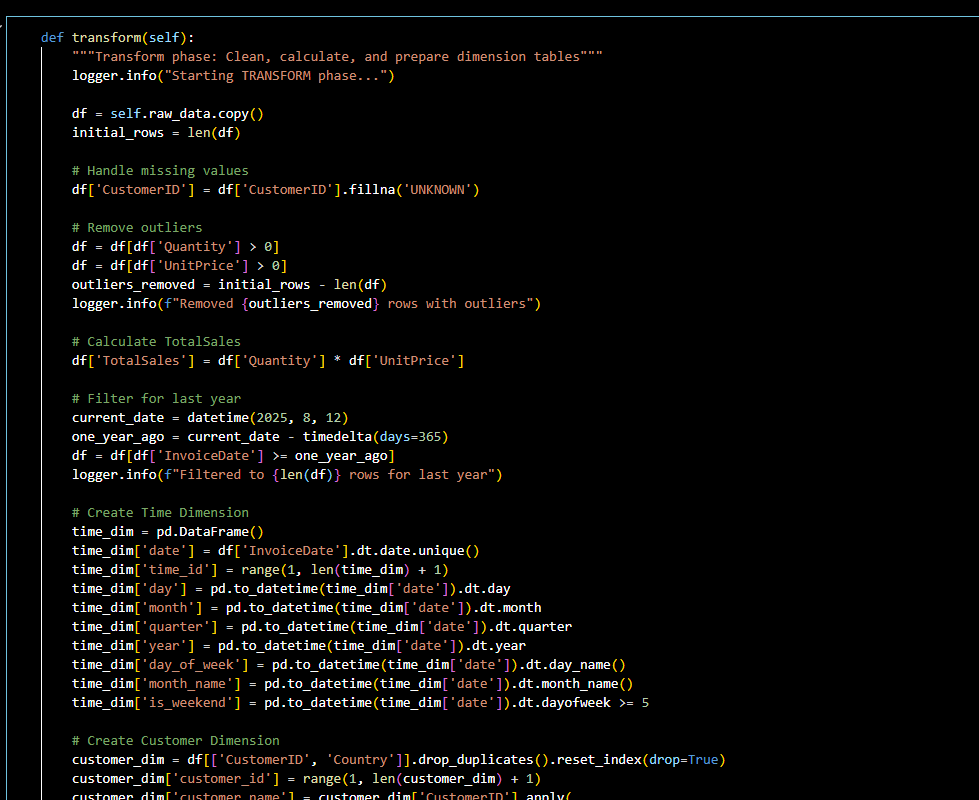 def transform(self):
"""Transform phase: Clean, calculate, and prepare dimension tables"""
logger.info("Starting TRANSFORM phase...")
df = self.raw_data.copy()
initial_rows = len(df)
# Handle missing values
df['CustomerID'] = df['CustomerID'].fillna('UNKNOWN')
# Remove outliers
df = df[df['Quantity'] > 0]
df = df[df['UnitPrice'] > 0]
outliers_removed = initial_rows - len(df)
logger.info(f"Removed {outliers_removed} rows with outliers")
# Calculate TotalSales
df['TotalSales'] = df['Quantity'] * df['UnitPrice']
# Filter for last year
current_date = datetime(2025, 8, 12)
one_year_ago = current_date - timedelta(days=365)
df = df[df['InvoiceDate'] >= one_year_ago]
logger.info(f"Filtered to {len(df)} rows for last year")
# Create Time Dimension
time_dim = pd.DataFrame()
time_dim['date'] = df['InvoiceDate'].dt.date.unique()
time_dim['time_id'] = range(1, len(time_dim) + 1)
time_dim['day'] = pd.to_datetime(time_dim['date']).dt.day
time_dim['month'] = pd.to_datetime(time_dim['date']).dt.month
time_dim['quarter'] = pd.to_datetime(time_dim['date']).dt.quarter
time_dim['year'] = pd.to_datetime(time_dim['date']).dt.year
time_dim['day_of_week'] = pd.to_datetime(time_dim['date']).dt.day_name()
time_dim['month_name'] = pd.to_datetime(time_dim['date']).dt.month_name()
time_dim['is_weekend'] = pd.to_datetime(time_dim['date']).dt.dayofweek >= 5
# Create Customer Dimension
customer_dim = df[['CustomerID', 'Country']].drop_duplicates().reset_index(drop=True)
customer_dim['customer_id'] = range(1, len(customer_dim) + 1)
customer_dim['customer_name'] = customer_dim['CustomerID'].apply(